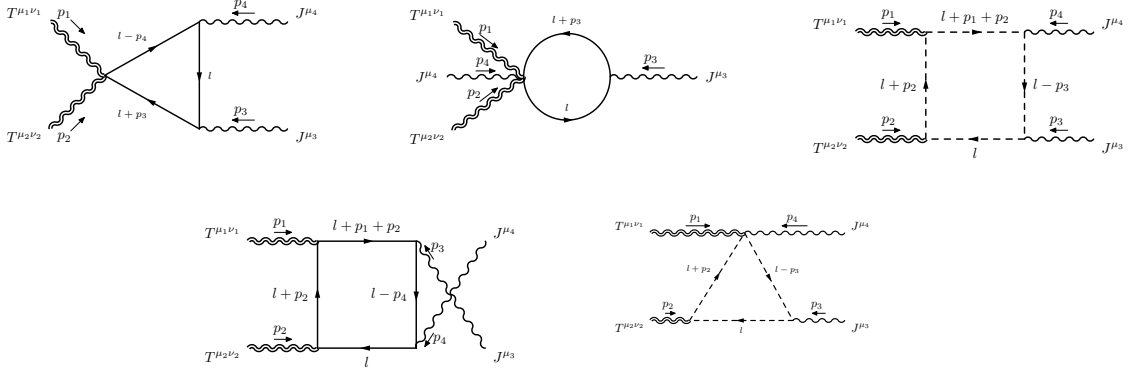 T^{μ1ν1} p1 l − p4 p4 J^{μ4}
l
T^{μ2ν2} p2 l + p3 p3 J^{μ3}
T^{μ1ν1} p1 l + p3
J^{μ4} p4 p3 J^{μ3}
T^{μ2ν2} p2 l
T^{μ1ν1} p1 l + p1 + p2 p4 J^{μ4}
l + p2 l − p3
T^{μ2ν2} p2 l p3 J^{μ3}
T^{μ1ν1} p1 l + p1 + p2 p3 J^{μ4}
l + p2 l − p4
T^{μ2ν2} p2 l p4 J^{μ3}
T^{μ1ν1} p1 p4 J^{μ4}
l + p2 l − p3
T^{μ2ν2} p2 l p3 J^{μ3}